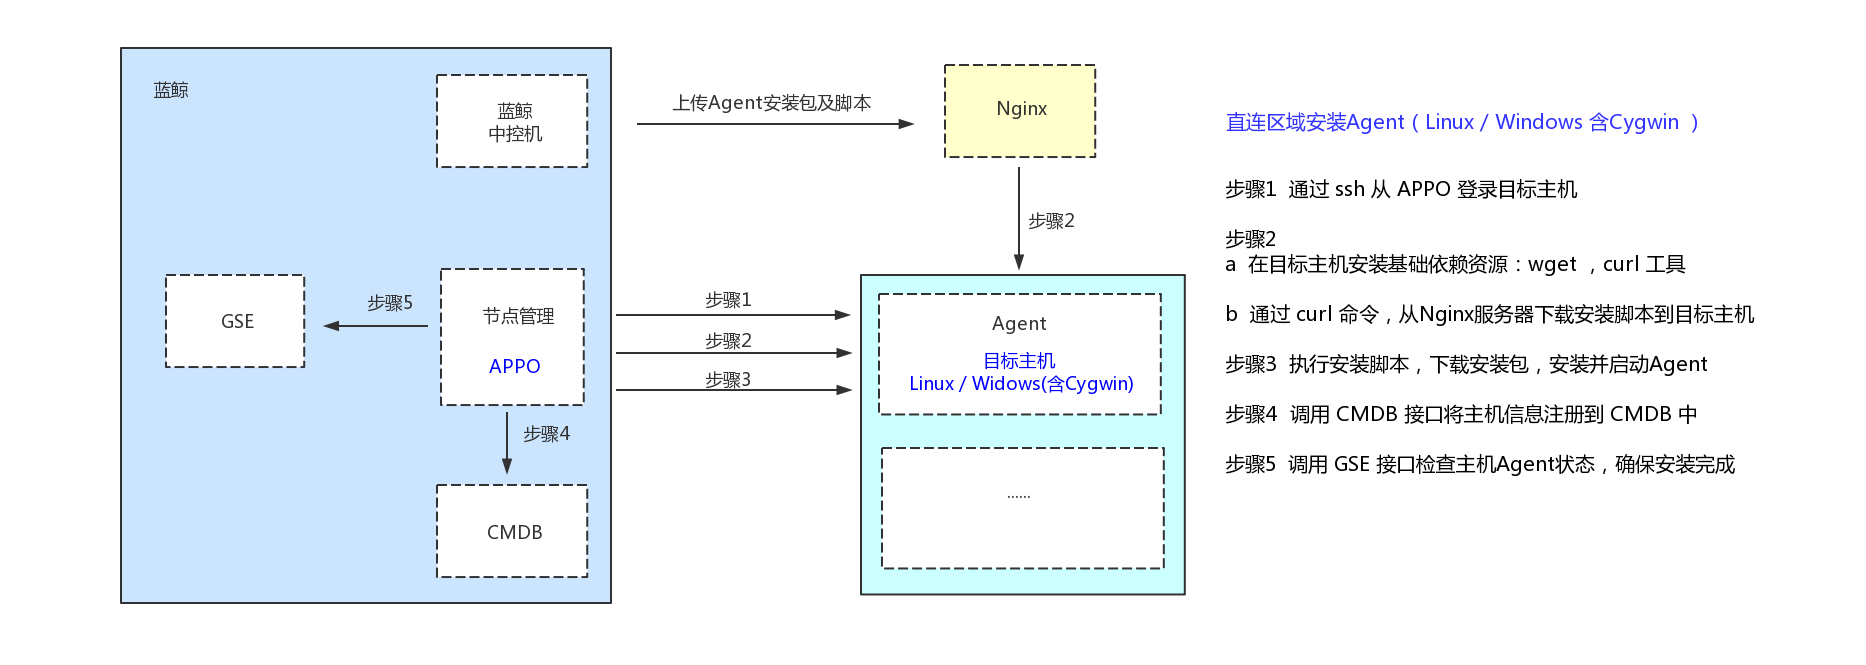 蓝鲸
蓝鲸
中控机
上传Agent安装包及脚本
Nginx
步骤2
GSE
步骤5
节点管理
APPO
步骤1
步骤2
步骤3
步骤4
CMDB
Agent
目标主机
Linux / Widows(含Cygwin)
......
直连区域安装Agent ( Linux / Windows 含Cygwin )
步骤1 通过 ssh 从 APPO 登录目标主机
步骤2
a 在目标主机安装基础依赖资源：wget ，curl 工具
b 通过 curl 命令，从Nginx服务器下载安装脚本到目标主机
步骤3 执行安装脚本，下载安装包，安装并启动Agent
步骤4 调用 CMDB 接口将主机信息注册到 CMDB 中
步骤5 调用 GSE 接口检查主机Agent状态，确保安装完成